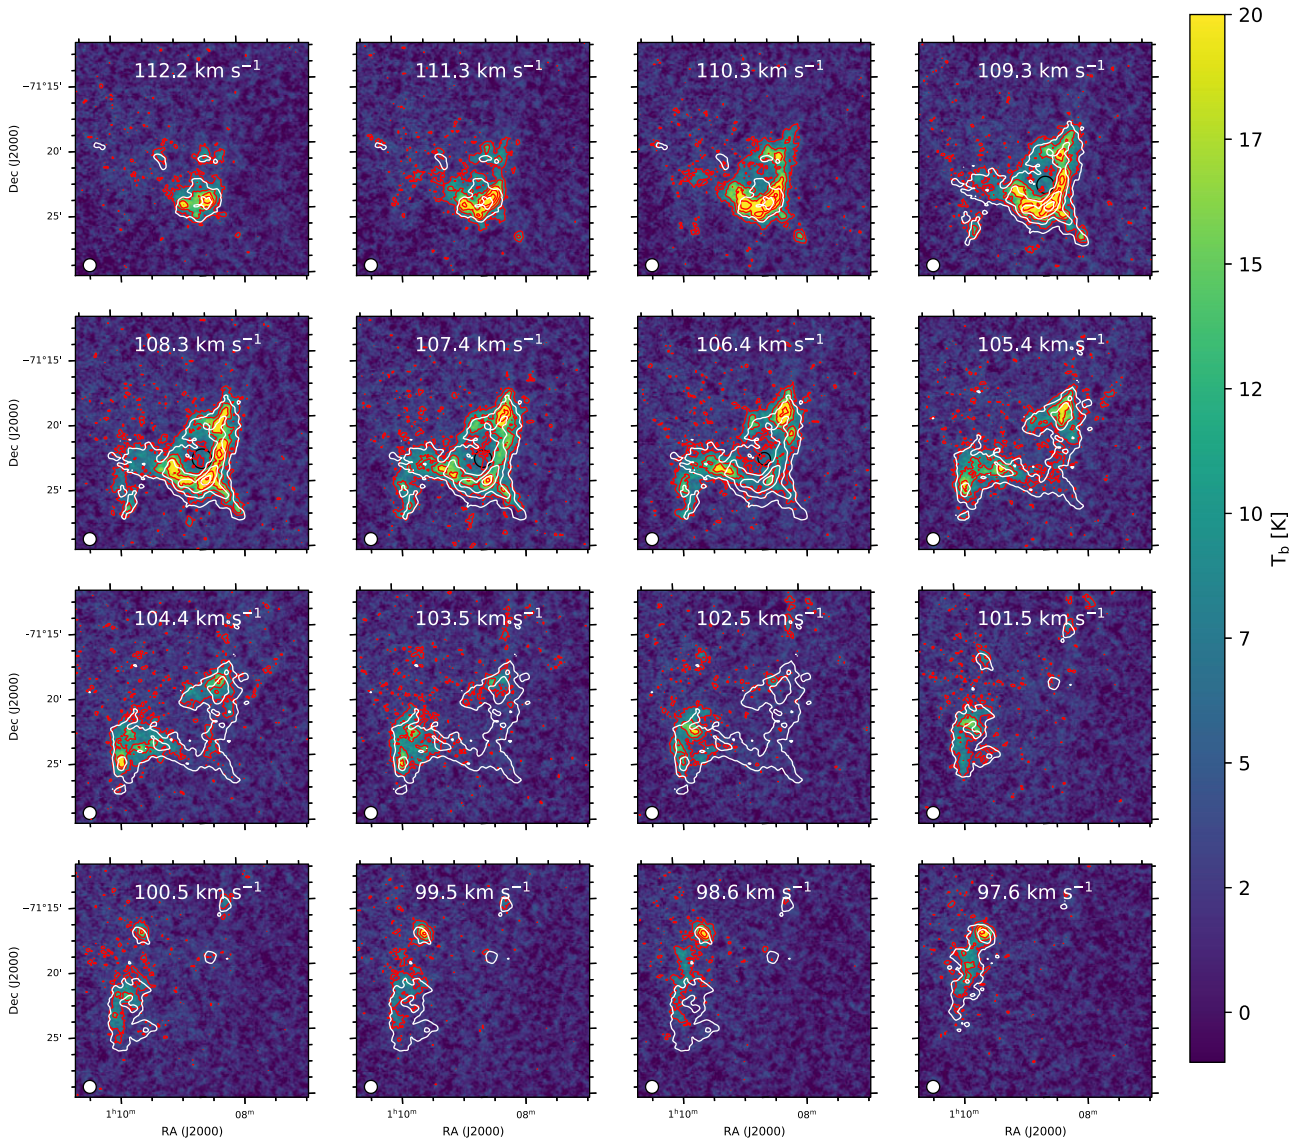 112.2 km s⁻¹
111.3 km s⁻¹
110.3 km s⁻¹
109.3 km s⁻¹
−71°15'
20'
25'
Dec (J2000)
108.3 km s⁻¹
107.4 km s⁻¹
106.4 km s⁻¹
105.4 km s⁻¹
−71°15'
20'
25'
Dec (J2000)
104.4 km s⁻¹
103.5 km s⁻¹
102.5 km s⁻¹
101.5 km s⁻¹
−71°15'
20'
25'
Dec (J2000)
100.5 km s⁻¹
99.5 km s⁻¹
98.6 km s⁻¹
97.6 km s⁻¹
−71°15'
20'
25'
Dec (J2000)
1ʰ10ᵐ 08ᵐ
1ʰ10ᵐ 08ᵐ
1ʰ10ᵐ 08ᵐ
1ʰ10ᵐ 08ᵐ
RA (J2000)
RA (J2000)
RA (J2000)
RA (J2000)
20
17
15
12
10
7
5
2
0
T_b [K]